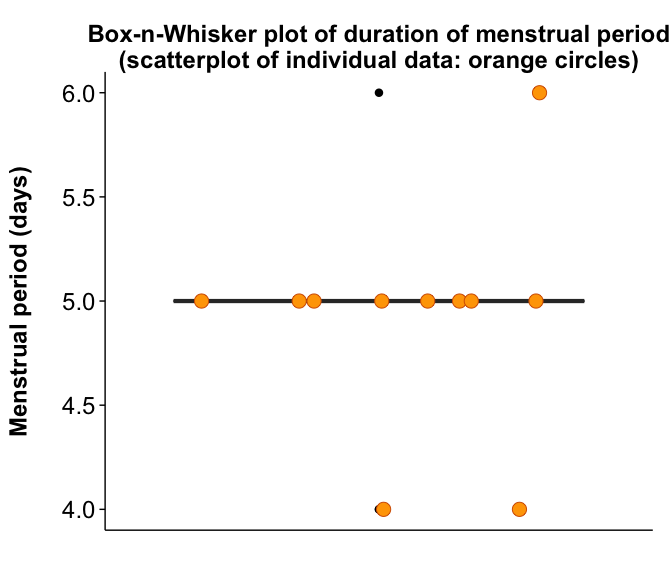 Box-n-Whisker plot of duration of menstrual period
(scatterplot of individual data: orange circles)
Menstrual period (days)
6.0
5.5
5.0
4.5
4.0